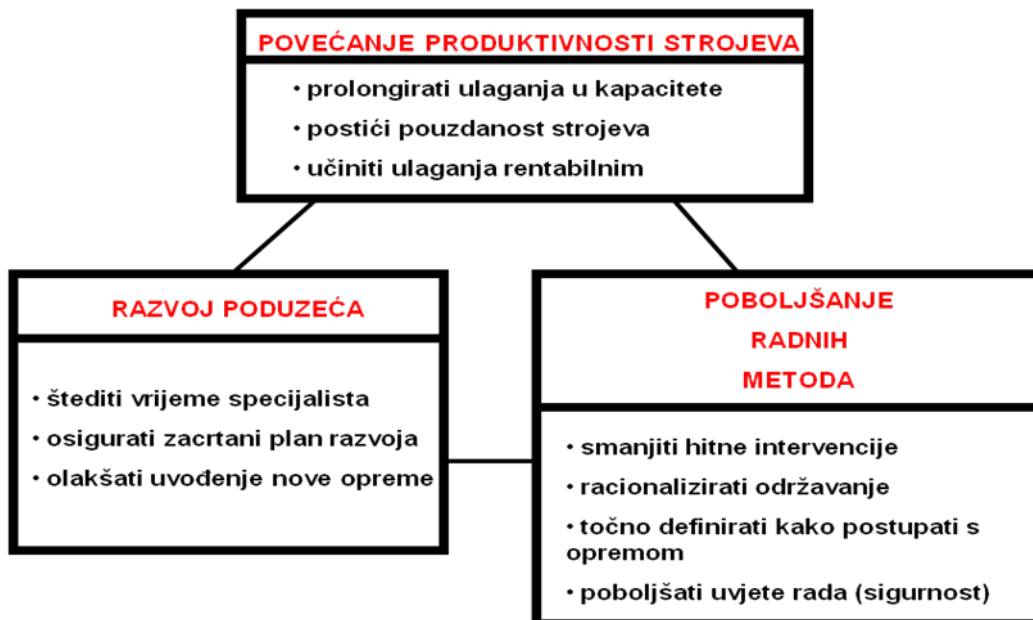 POVEĆANJE PRODUKTIVNOSTI STROJEVA
• prolongirati ulaganja u kapacitete
• postići pouzdanost strojeva
• učiniti ulaganja rentabilnim
RAZVOJ PODUZEĆA
• štediti vrijeme specijalista
• osigurati zacrtani plan razvoja
• olakšati uvođenje nove opreme
POBOLJŠANJE
RADNIH
METODA
• smanjiti hitne intervencije
• racionalizirati održavanje
• točno definirati kako postupati s
opremom
• poboljšati uvjete rada (sigurnost)